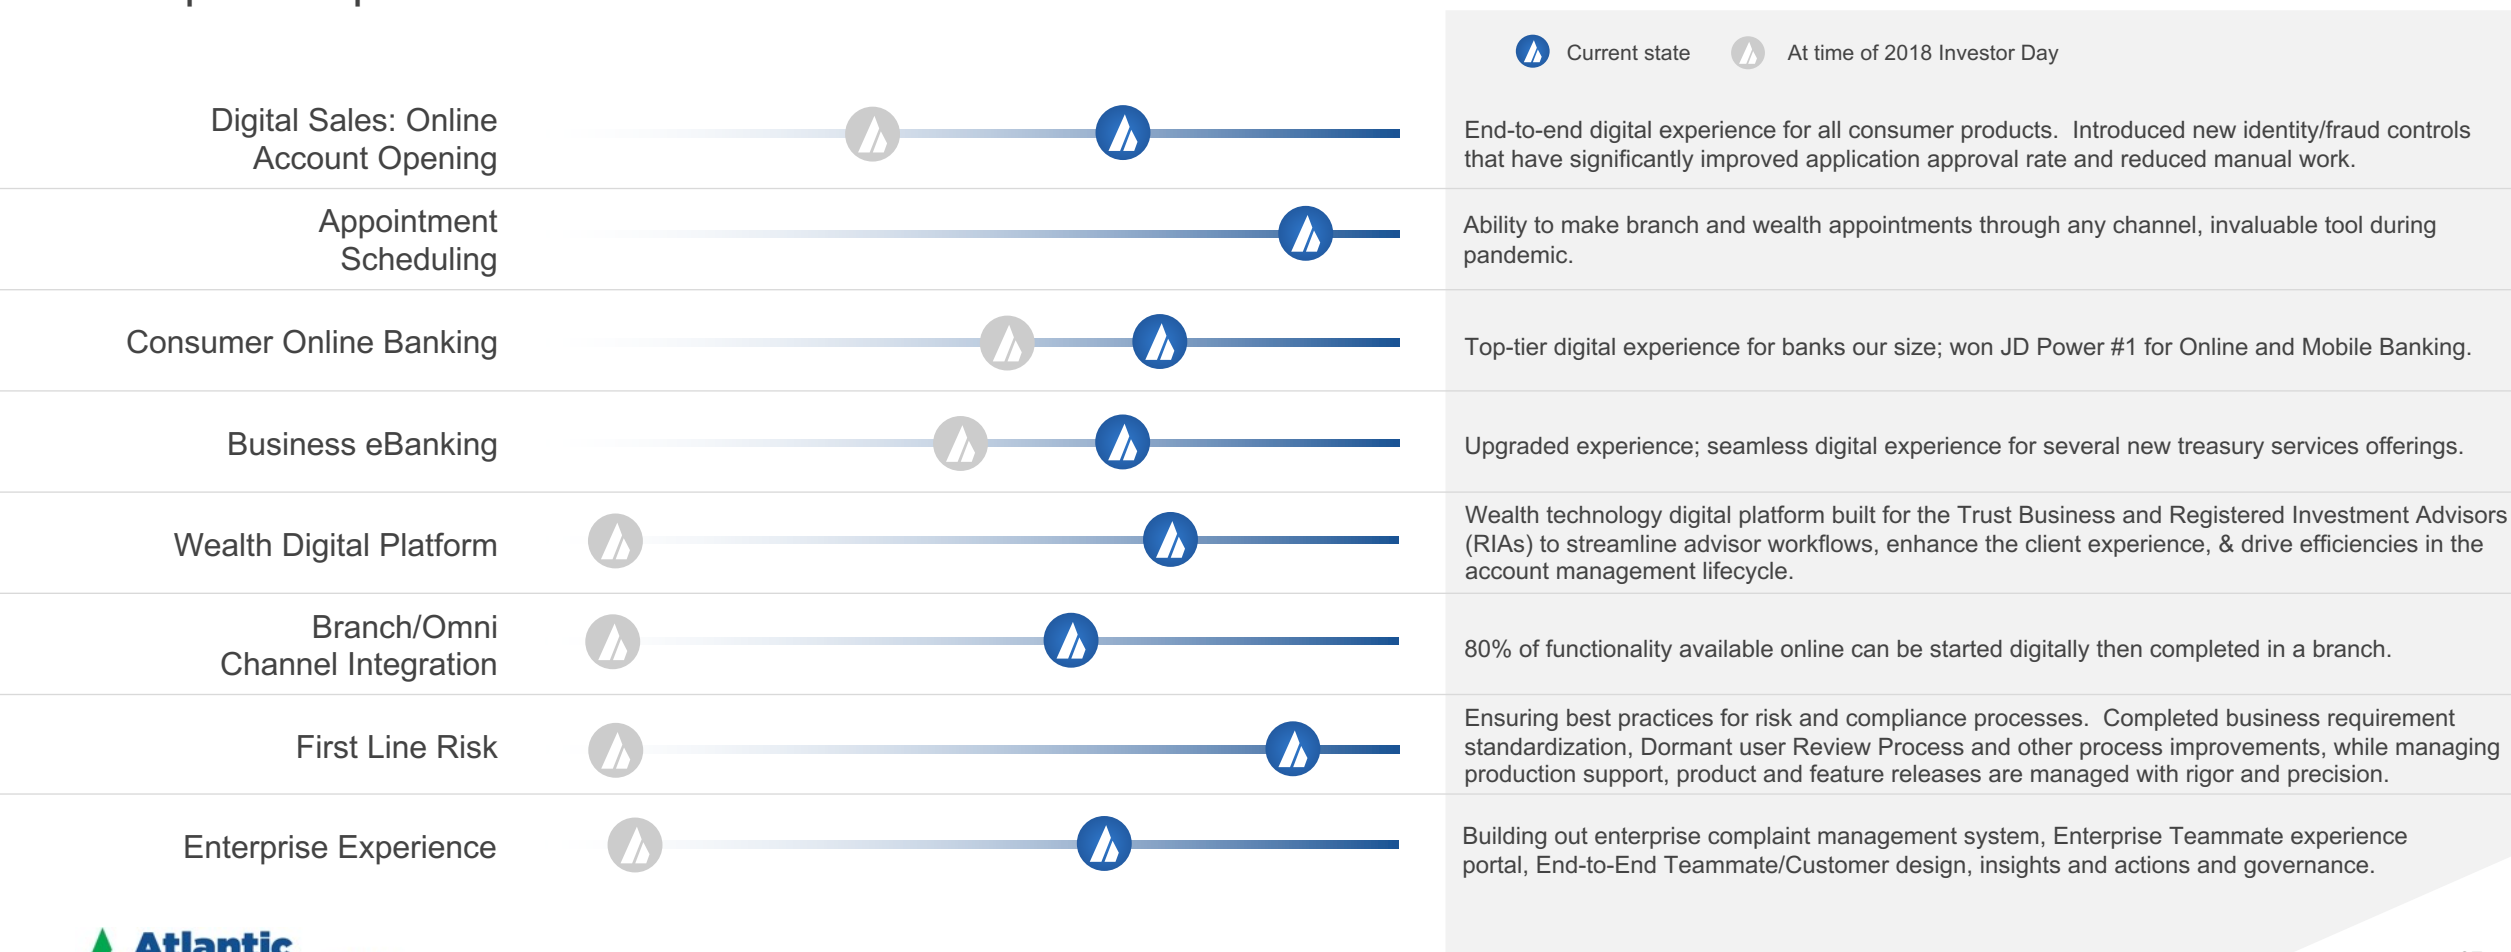 Current state
At time of 2018 Investor Day
Digital Sales: Online
Account Opening
End-to-end digital experience for all consumer products.  Introduced new identity/fraud controls
that have significantly improved application approval rate and reduced manual work.
Appointment
Scheduling
Ability to make branch and wealth appointments through any channel, invaluable tool during
pandemic.
Consumer Online Banking
Top-tier digital experience for banks our size; won JD Power #1 for Online and Mobile Banking.
Business eBanking
Upgraded experience; seamless digital experience for several new treasury services offerings.
Wealth Digital Platform
Wealth technology digital platform built for the Trust Business and Registered Investment Advisors
(RIAs) to streamline advisor workflows, enhance the client experience, & drive efficiencies in the
account management lifecycle.
Branch/Omni
Channel Integration
80% of functionality available online can be started digitally then completed in a branch.
First Line Risk
Ensuring best practices for risk and compliance processes.  Completed business requirement
standardization, Dormant user Review Process and other process improvements, while managing
production support, product and feature releases are managed with rigor and precision.
Enterprise Experience
Building out enterprise complaint management system, Enterprise Teammate experience
portal, End-to-End Teammate/Customer design, insights and actions and governance.
Atlantic